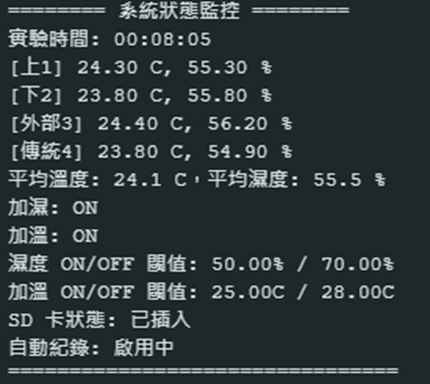 ======== 系統狀態監控 ========
實驗時間: 00:08:05
[上1] 24.30 C, 55.30 %
[下2] 23.80 C, 55.80 %
[外部3] 24.40 C, 56.20 %
[傳統4] 23.80 C, 54.90 %
平均溫度: 24.1 C，平均濕度: 55.5 %
加濕: ON
加溫: ON
濕度 ON/OFF 閾值: 50.00% / 70.00%
加溫 ON/OFF 閾值: 25.00C / 28.00C
SD 卡狀態: 已插入
自動紀錄: 啟用中
================================